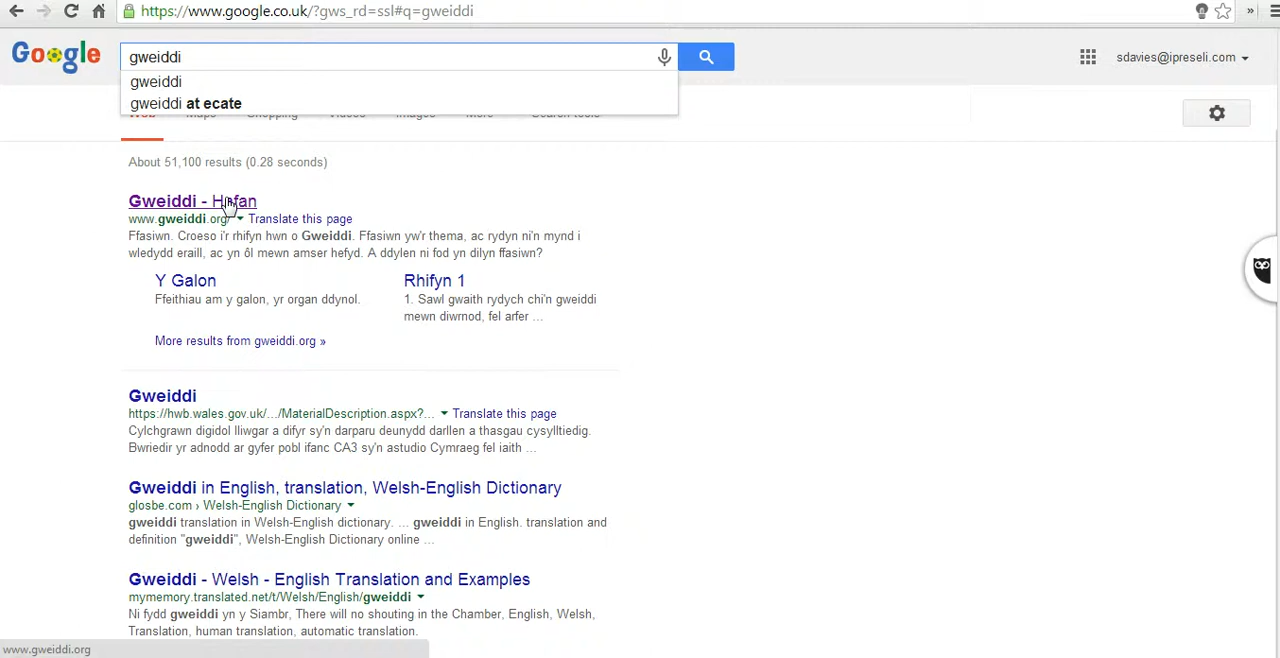 https://www.google.co.uk/?gws_rd=ssl#q=gweiddi
»
Google
gweiddi
sdavies@ipreseli.com
gweiddi
gweiddi at ecate
Web Maps Shopping Videos Images More Search tools
About 51,100 results (0.28 seconds)
Gweiddi - Hafan
www.gweiddi.org Translate this page
Ffasiwn. Croeso i'r rhifyn hwn o Gweiddi. Ffasiwn yw'r thema, ac rydyn ni'n mynd i
wledydd eraill, ac yn ôl mewn amser hefyd. A ddylen ni fod yn dilyn ffasiwn?
Y Galon
Ffeithiau am y galon, yr organ ddynol.
Rhifyn 1
1. Sawl gwaith rydych chi'n gweiddi
mewn diwrnod, fel arfer ...
More results from gweiddi.org »
Gweiddi
https://hwb.wales.gov.uk/.../MaterialDescription.aspx?... Translate this page
Cylchgrawn digidol lliwgar a difyr sy'n darparu deunydd darllen a thasgau cysylltiedig.
Bwriedir yr adnodd ar gyfer pobl ifanc CA3 sy'n astudio Cymraeg fel iaith ...
Gweiddi in English, translation, Welsh-English Dictionary
glosbe.com › Welsh-English Dictionary
gweiddi translation in Welsh-English dictionary. ... gweiddi in English. translation and
definition "gweiddi", Welsh-English Dictionary online ...
Gweiddi - Welsh - English Translation and Examples
mymemory.translated.net/t/Welsh/English/gweiddi
Ni fydd gweiddi yn y Siambr, There will no shouting in the Chamber, English, Welsh,
Translation, human translation, automatic translation.
www.gweiddi.org